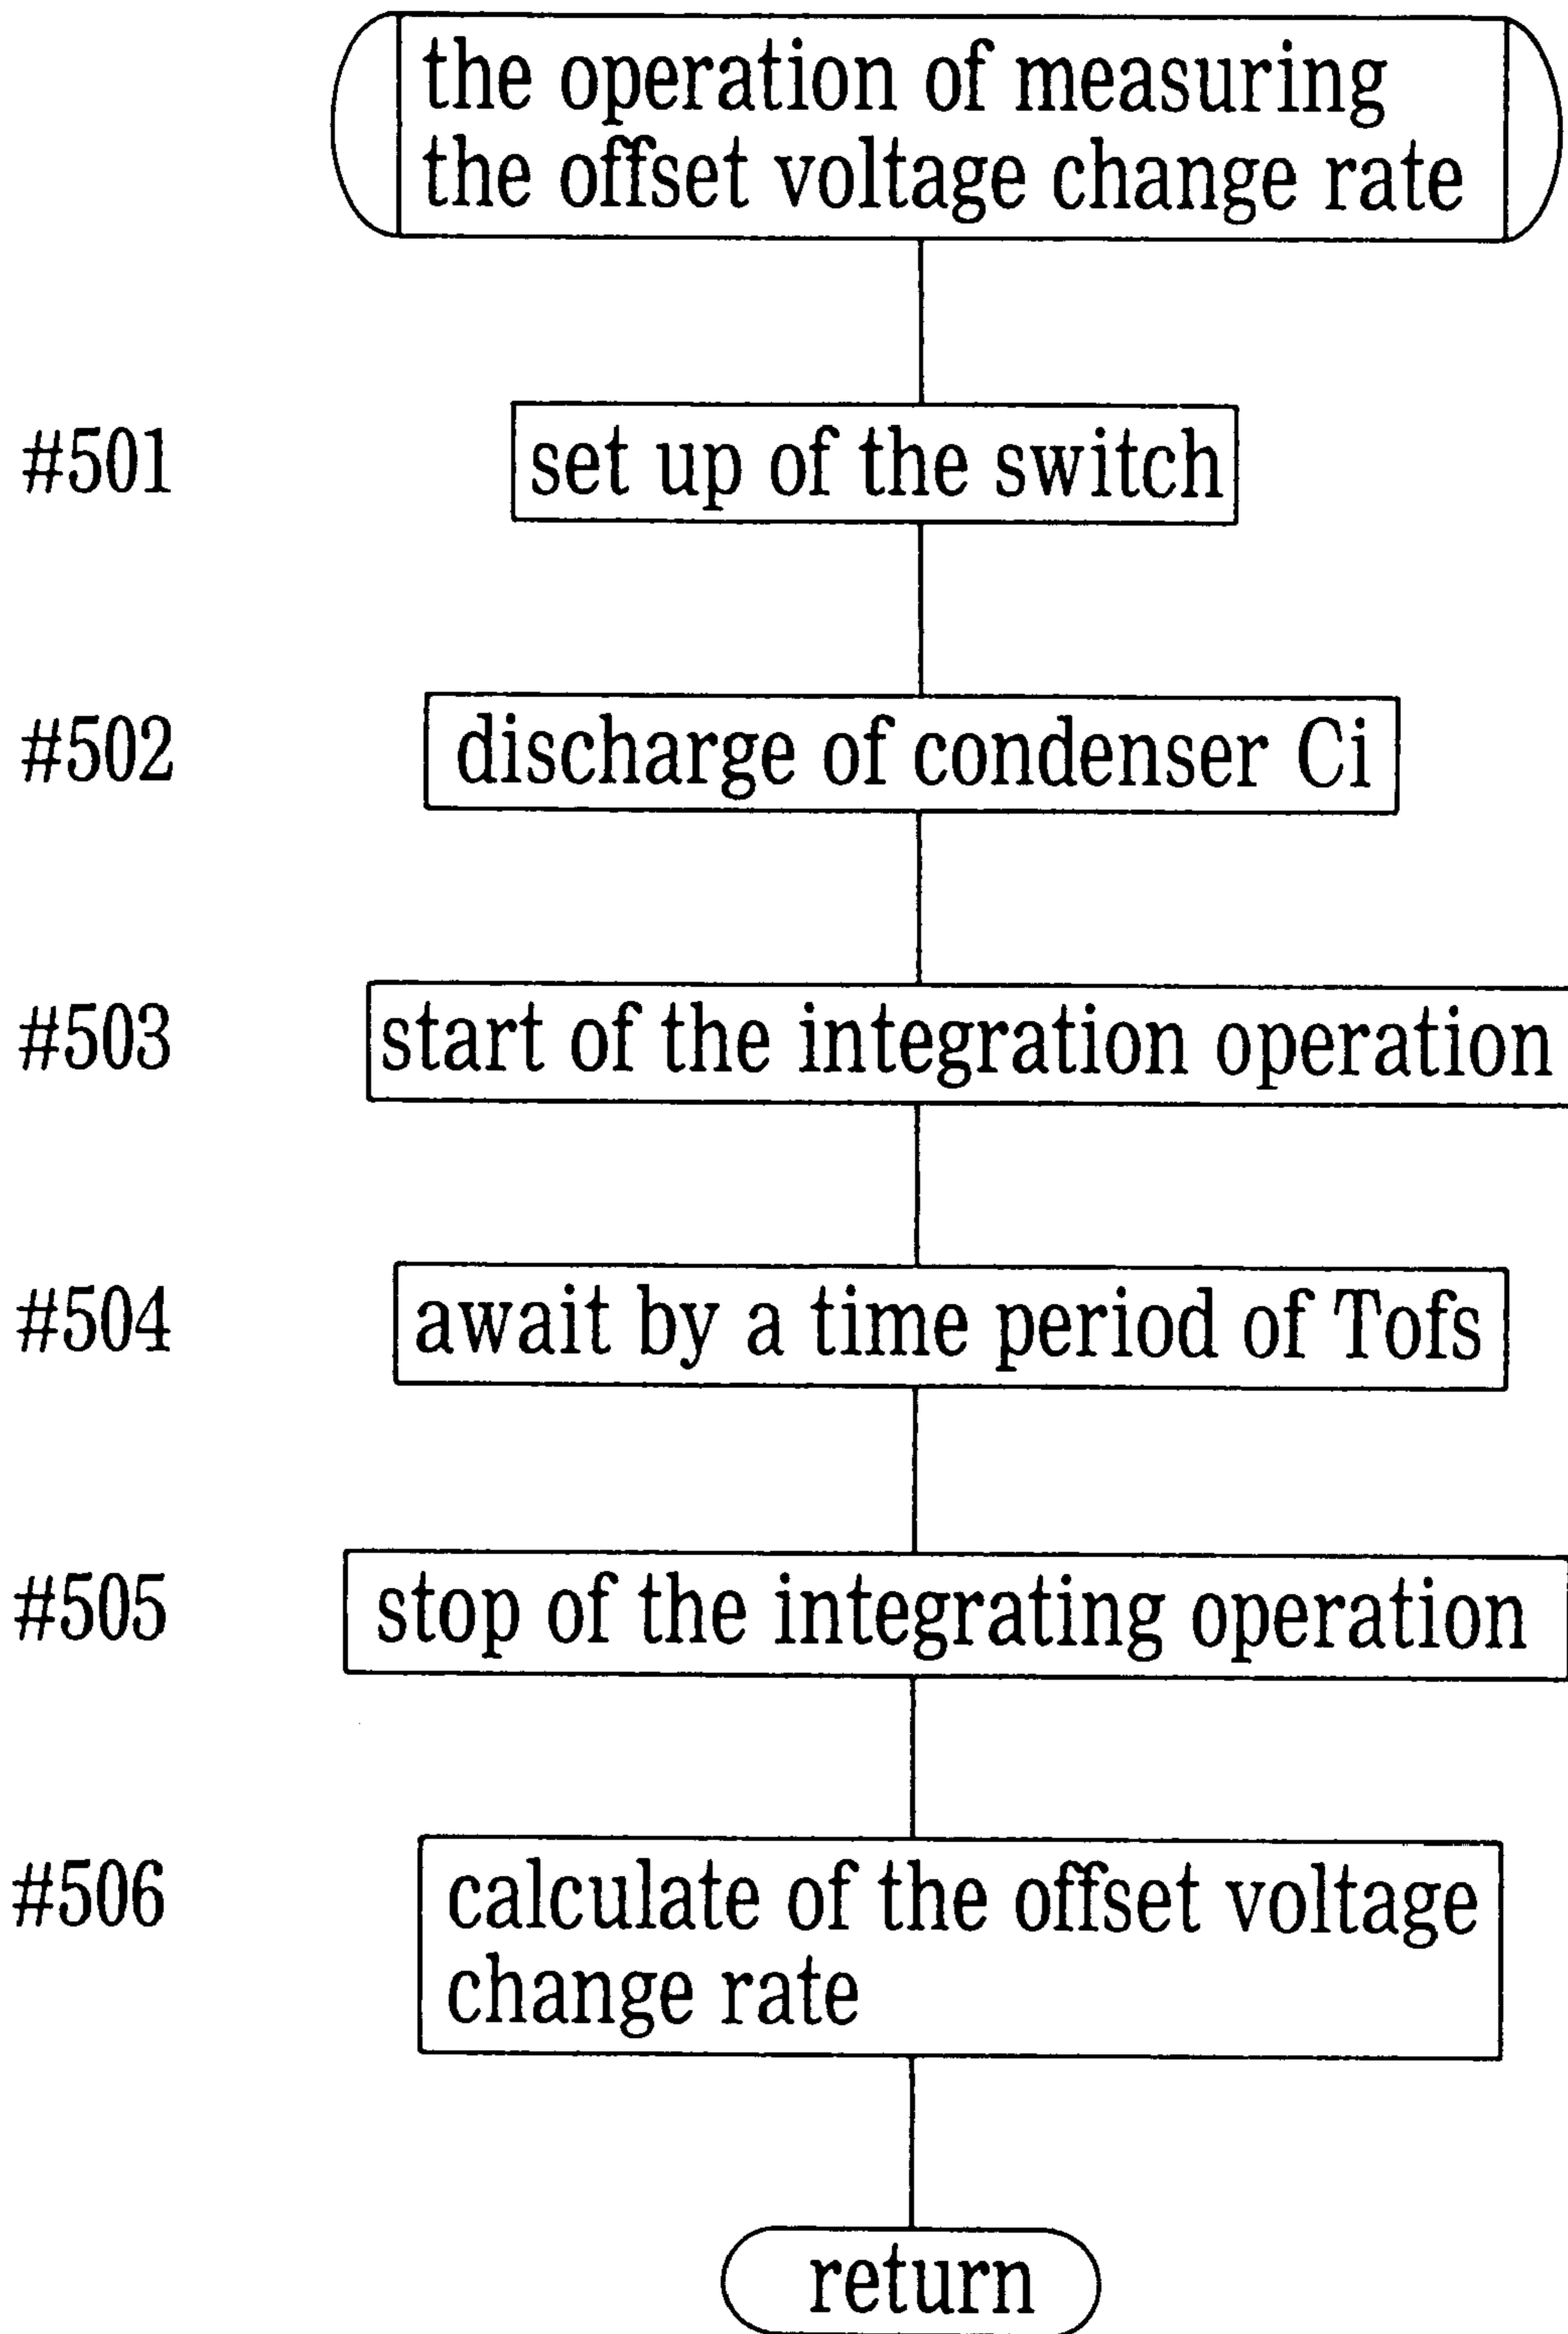 the operation of measuring
the offset voltage change rate
#501
set up of the switch
#502
discharge of condenser Ci
#503
start of the integration operation
#504
await by a time period of Tofs
#505
stop of the integrating operation
#506
calculate of the offset voltage
change rate
return